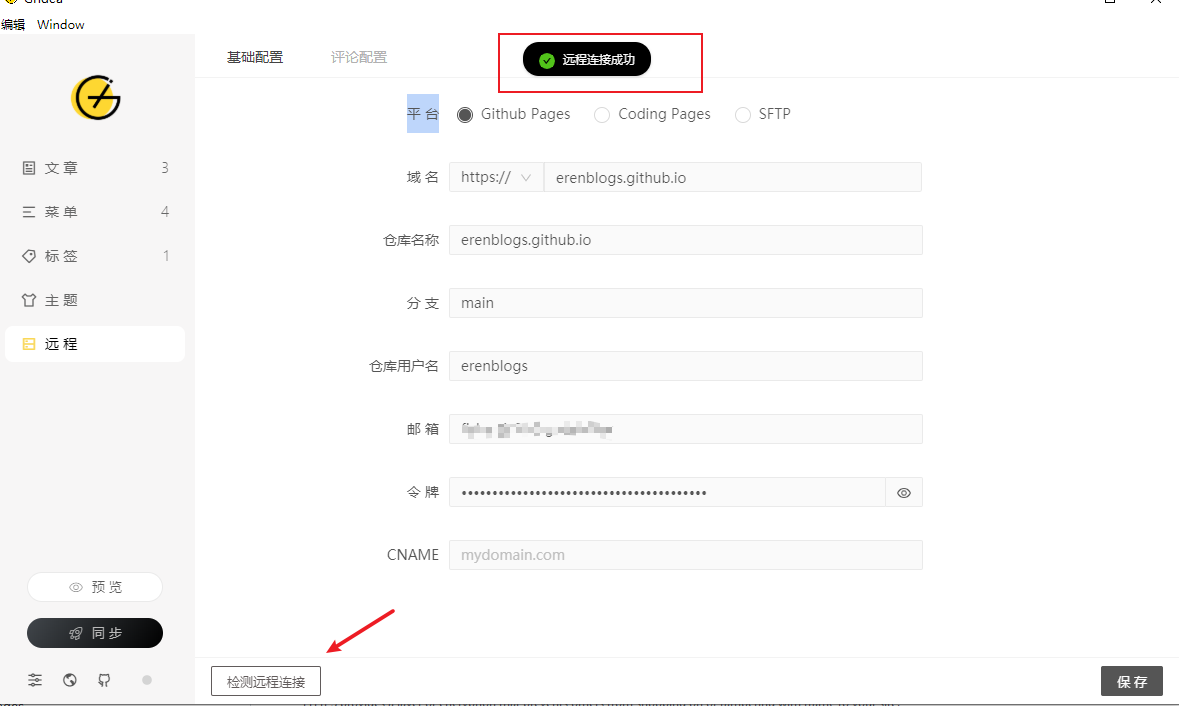 编辑 Window
基础配置 评论配置 远程连接成功
平台 Github Pages Coding Pages SFTP
文章 3
域名 https:// erenblogs.github.io
菜单 4
仓库名称 erenblogs.github.io
标签 1
主题
分支 main
远程
仓库用户名 erenblogs
邮箱
令牌 ••••••••••••••••••••••••••••••••••••••••
CNAME mydomain.com
预览
同步
检测远程连接 保存